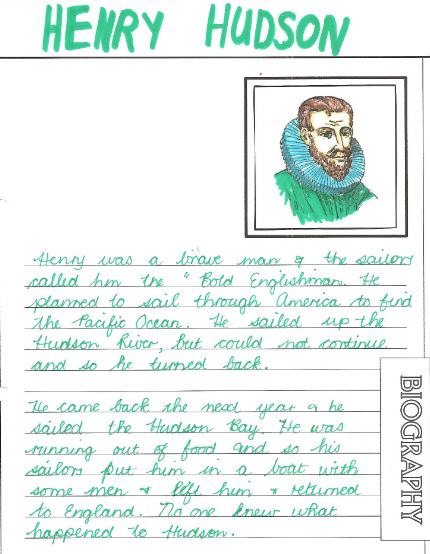 HENRY HUDSON
Henry was a brave man & the sailors
called hm the "Bold Englishman. He
planned to sail through America to find
the Pacific Ocean. He sailed up the
Hudson River, but could not continue
and so he turned back.
He came back the next year & he
sailed the Hudson Bay. He was
running out of food and so his
sailors put him in a boat with
some men & left him & returned
to England. No one knew what
happened to Hudson.
BIOGRAPHY